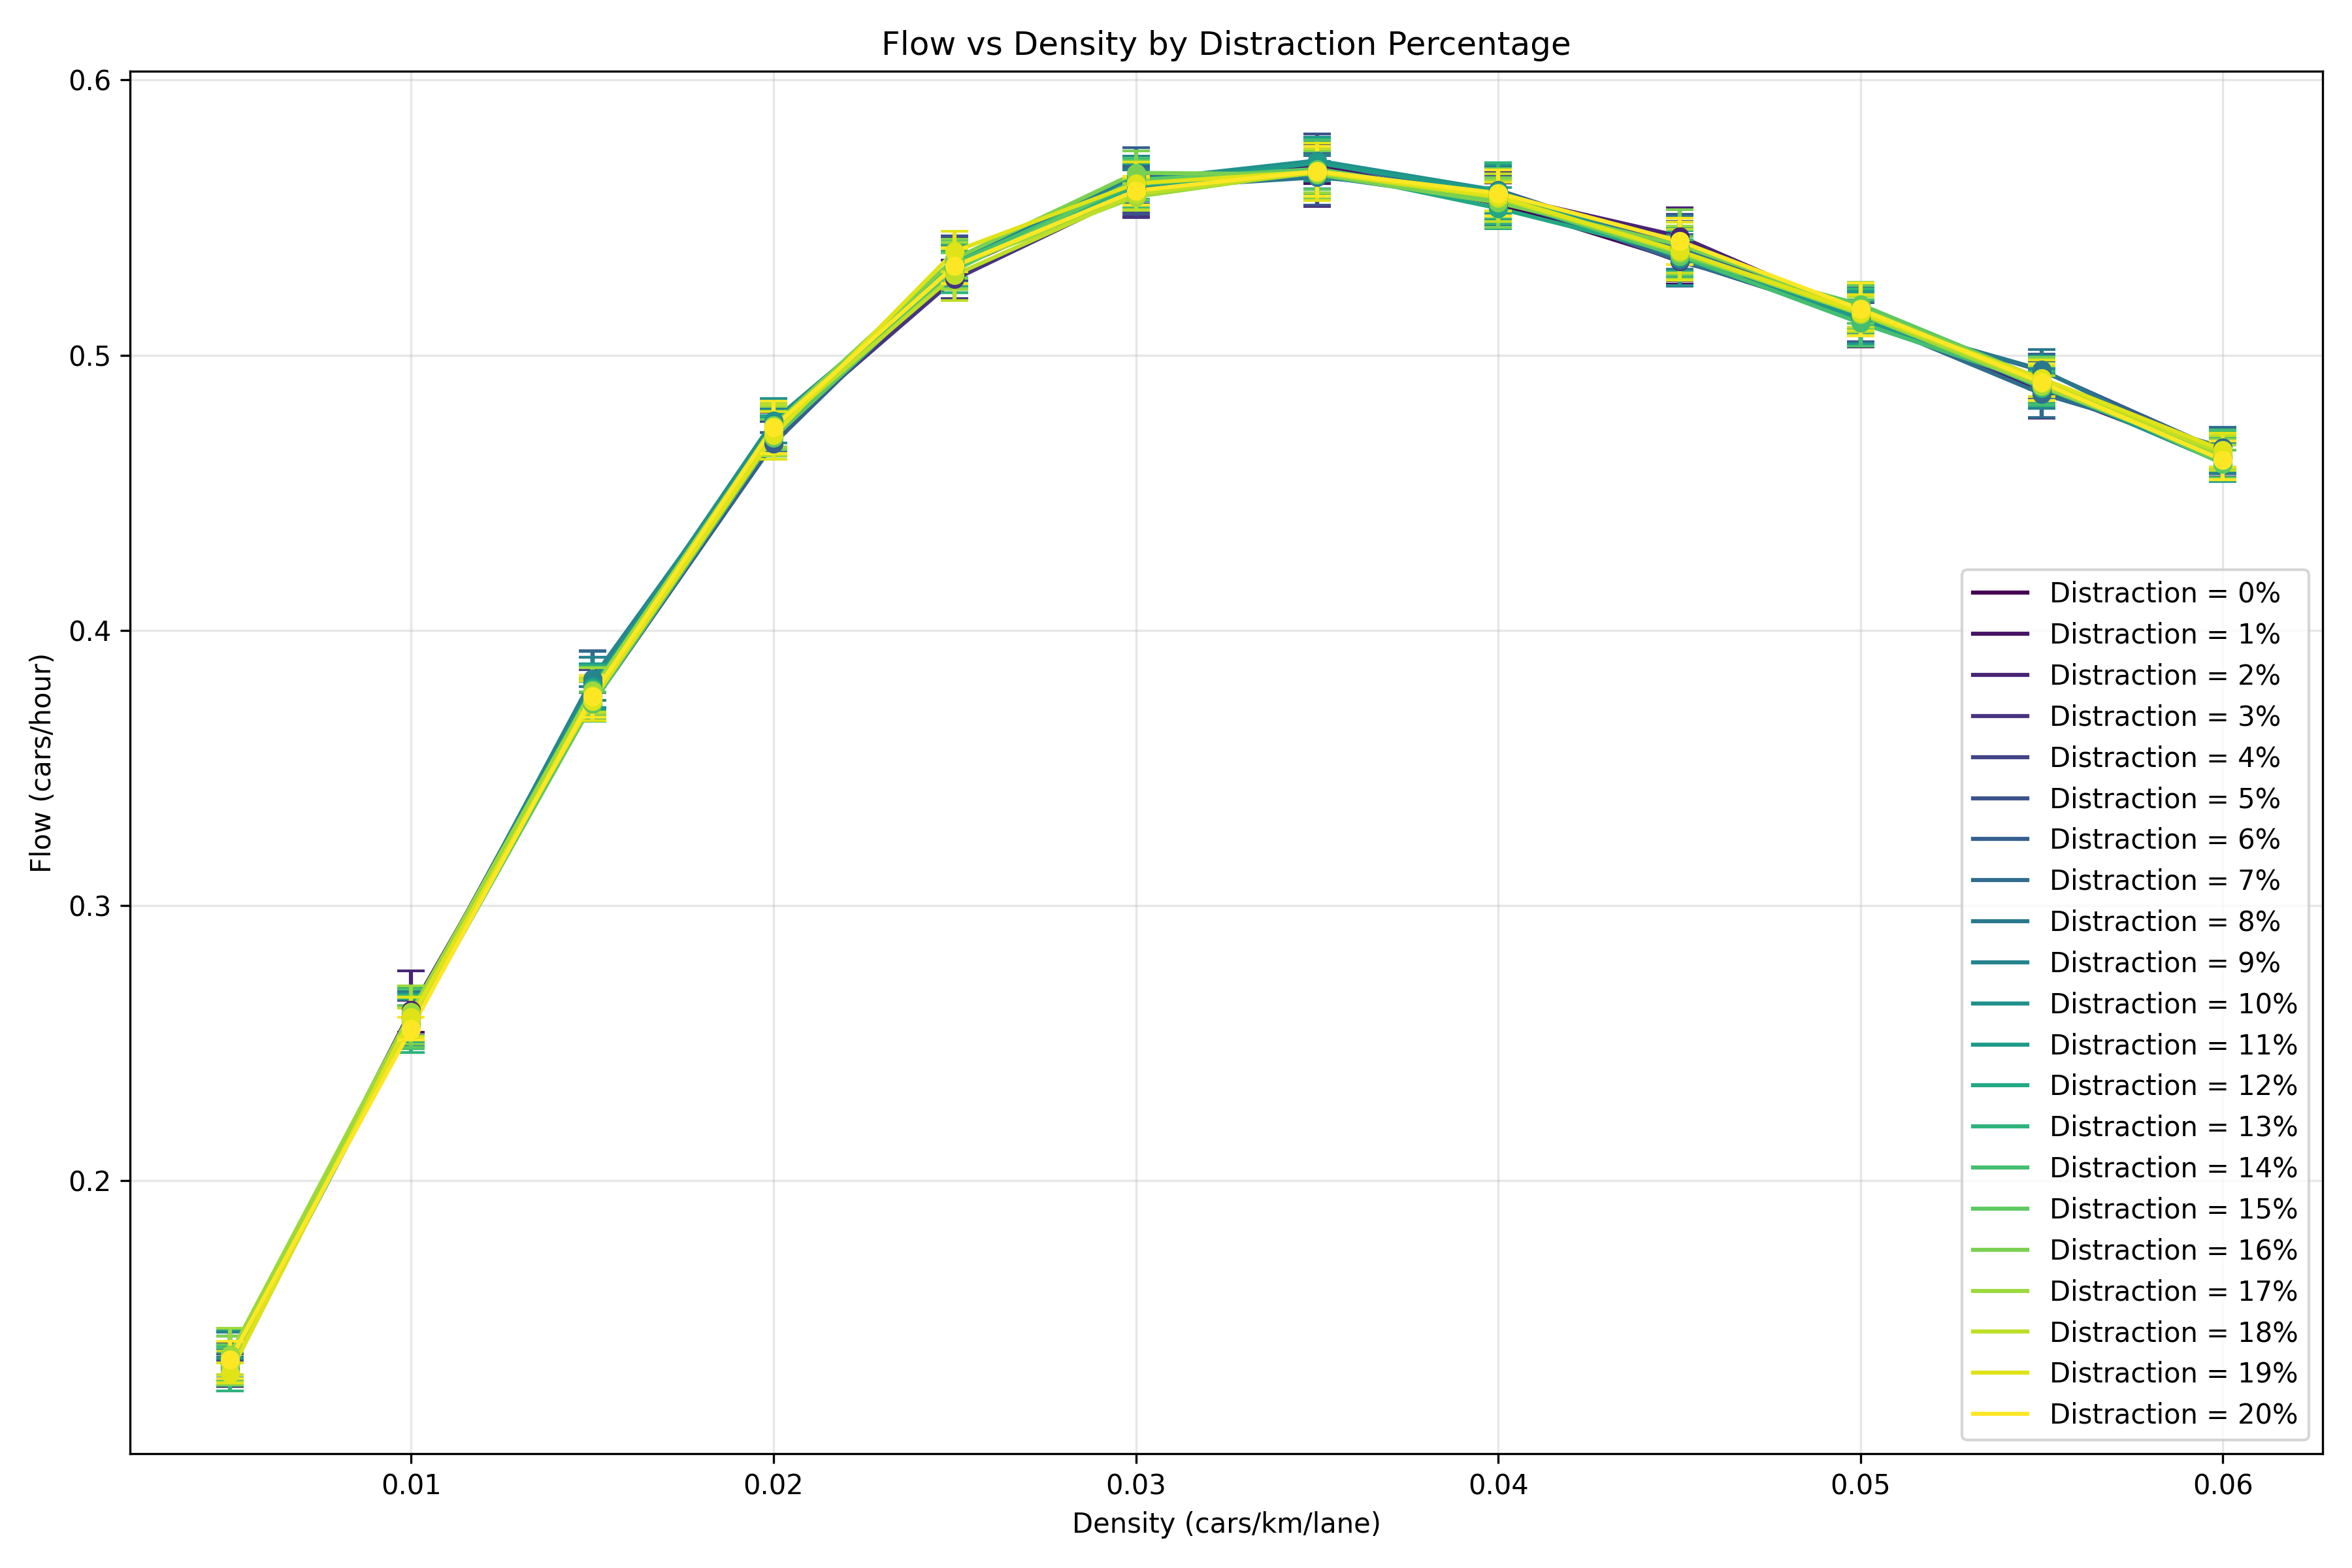 Flow vs Density by Distraction Percentage
0.6
0.5
0.4
0.3
0.2
Flow (cars/hour)
Distraction = 0%
Distraction = 1%
Distraction = 2%
Distraction = 3%
Distraction = 4%
Distraction = 5%
Distraction = 6%
Distraction = 7%
Distraction = 8%
Distraction = 9%
Distraction = 10%
Distraction = 11%
Distraction = 12%
Distraction = 13%
Distraction = 14%
Distraction = 15%
Distraction = 16%
Distraction = 17%
Distraction = 18%
Distraction = 19%
Distraction = 20%
0.01 0.02 0.03 0.04 0.05 0.06
Density (cars/km/lane)